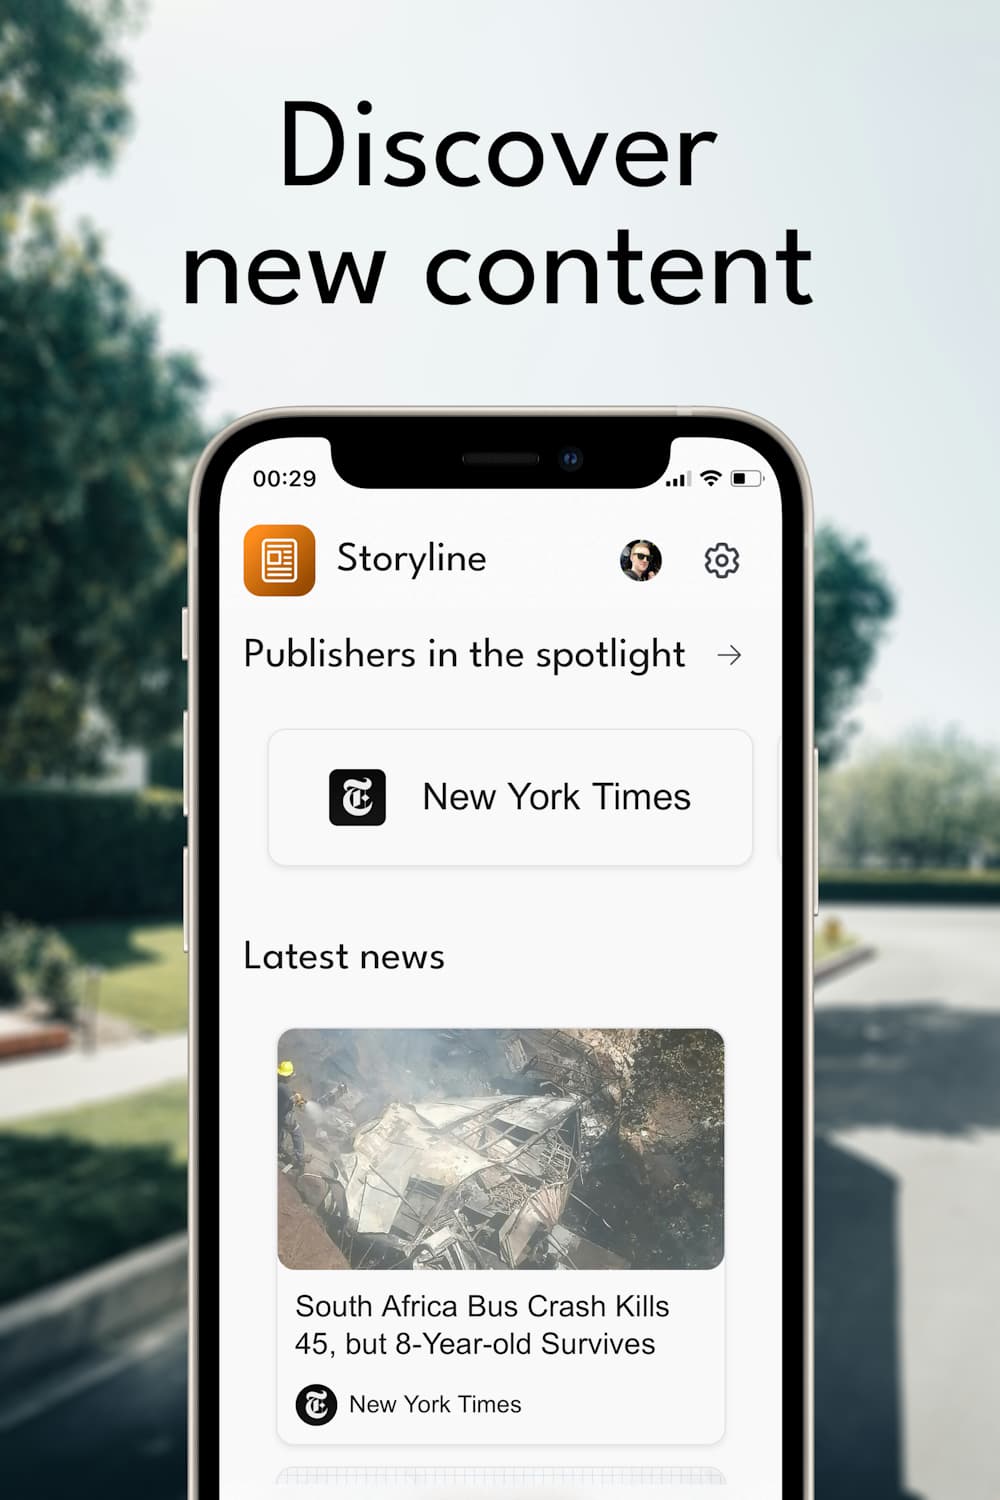 Discover
new content
00:29
Storyline
Publishers in the spotlight
New York Times
Latest news
South Africa Bus Crash Kills
45, but 8-Year-old Survives
New York Times